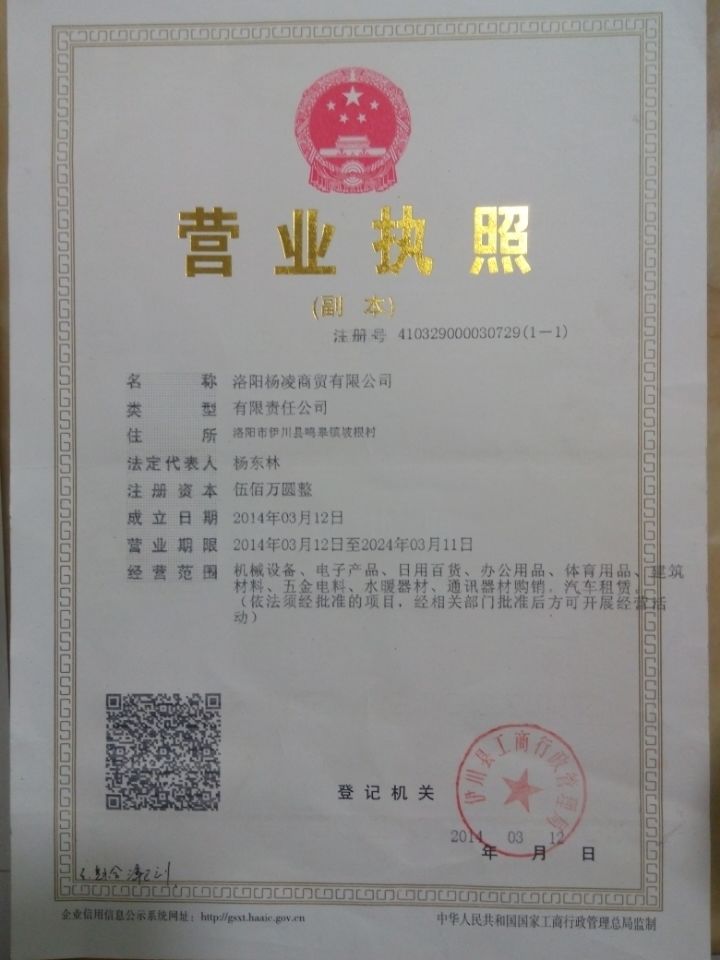 营业执照
(副 本)
注册号 410329000030729(1-1)
名 称 洛阳杨凌商贸有限公司
类 型 有限责任公司
住 所 洛阳市伊川县鸣皋镇坡根村
法定代表人 杨东林
注册资本 伍佰万圆整
成立日期 2014年03月12日
营业期限 2014年03月12日至2024年03月11日
经营范围 机械设备、电子产品、日用百货、办公用品、体育用品、建筑
材料、五金电料、水暖器材、通讯器材购销。汽车租赁。
(依法须经批准的项目,经相关部门批准后方可开展经营活
动)
伊川县工商行政管理局
登记机关
2014 03 12
年 月 日
企业信用信息公示系统网址: http://gsxt.haaic.gov.cn
中华人民共和国国家工商行政管理总局监制